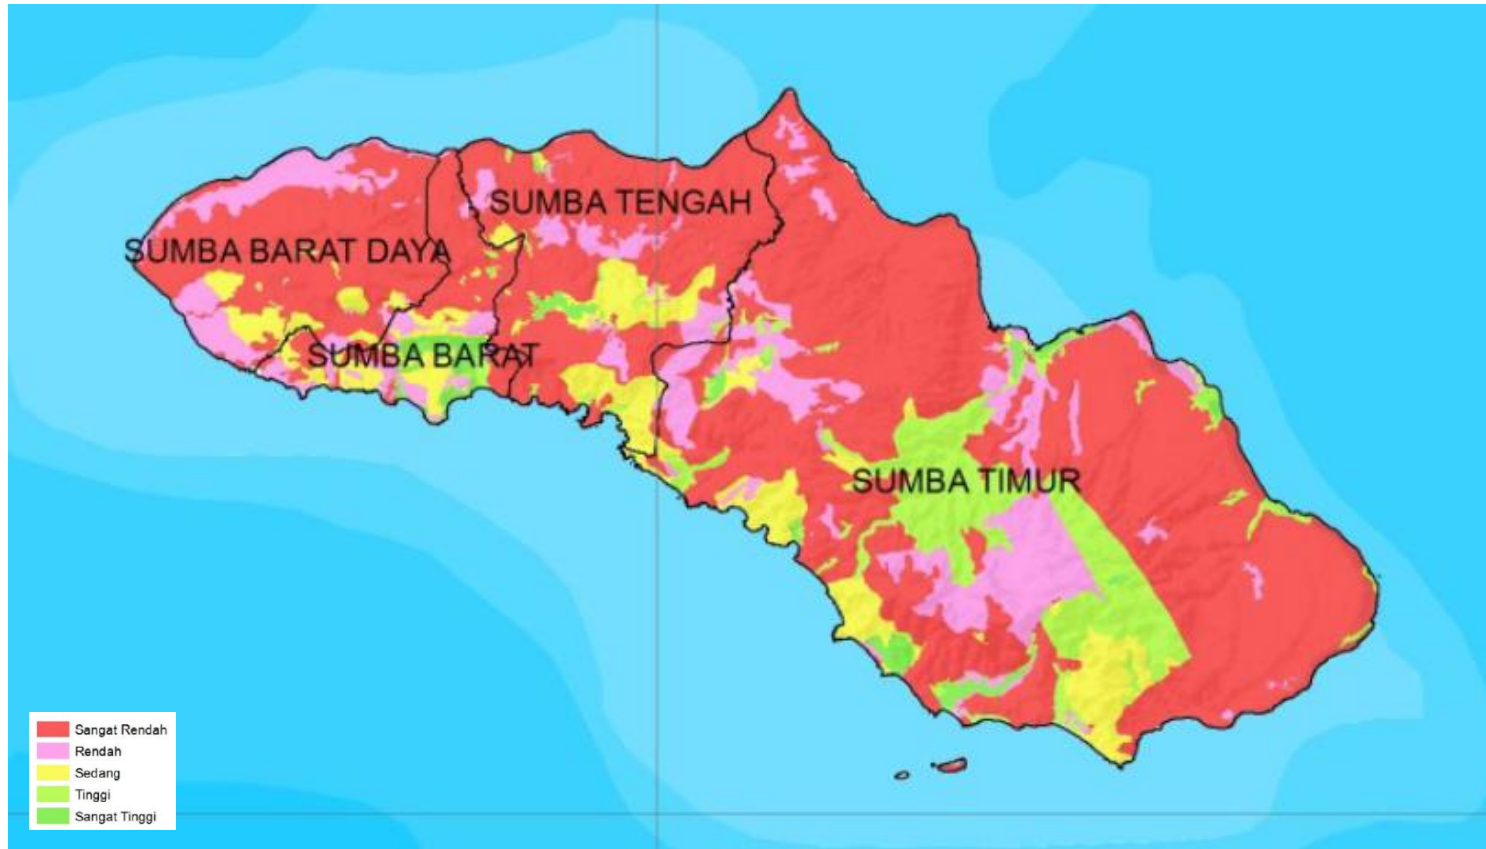 SUMBA TENGAH
SUMBA BARAT DAYA
SUMBA BARAT
SUMBA TIMUR
Sangat Rendah
Rendah
Sedang
Tinggi
Sangat Tinggi